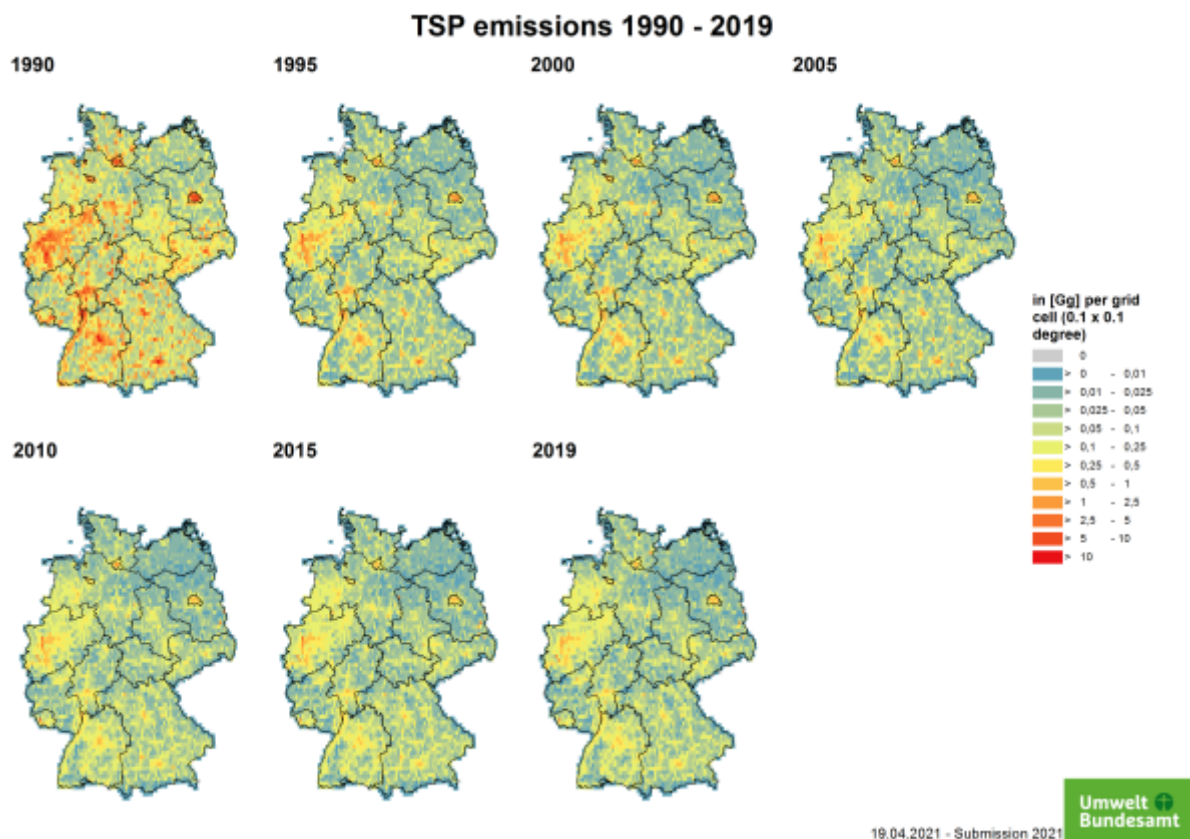 TSP emissions 1990 - 2019
1990
1995
2000
2005
in [Gg] per grid
cell (0.1 x 0.1
degree)
0
> 0 - 0,01
> 0,01 - 0,025
> 0,025 - 0,05
> 0,05 - 0,1
> 0,1 - 0,25
> 0,25 - 0,5
> 0,5 - 1
> 1 - 2,5
> 2,5 - 5
> 5 - 10
> 10
2010
2015
2019
Umwelt
Bundesamt
19.04.2021 - Submission 2021